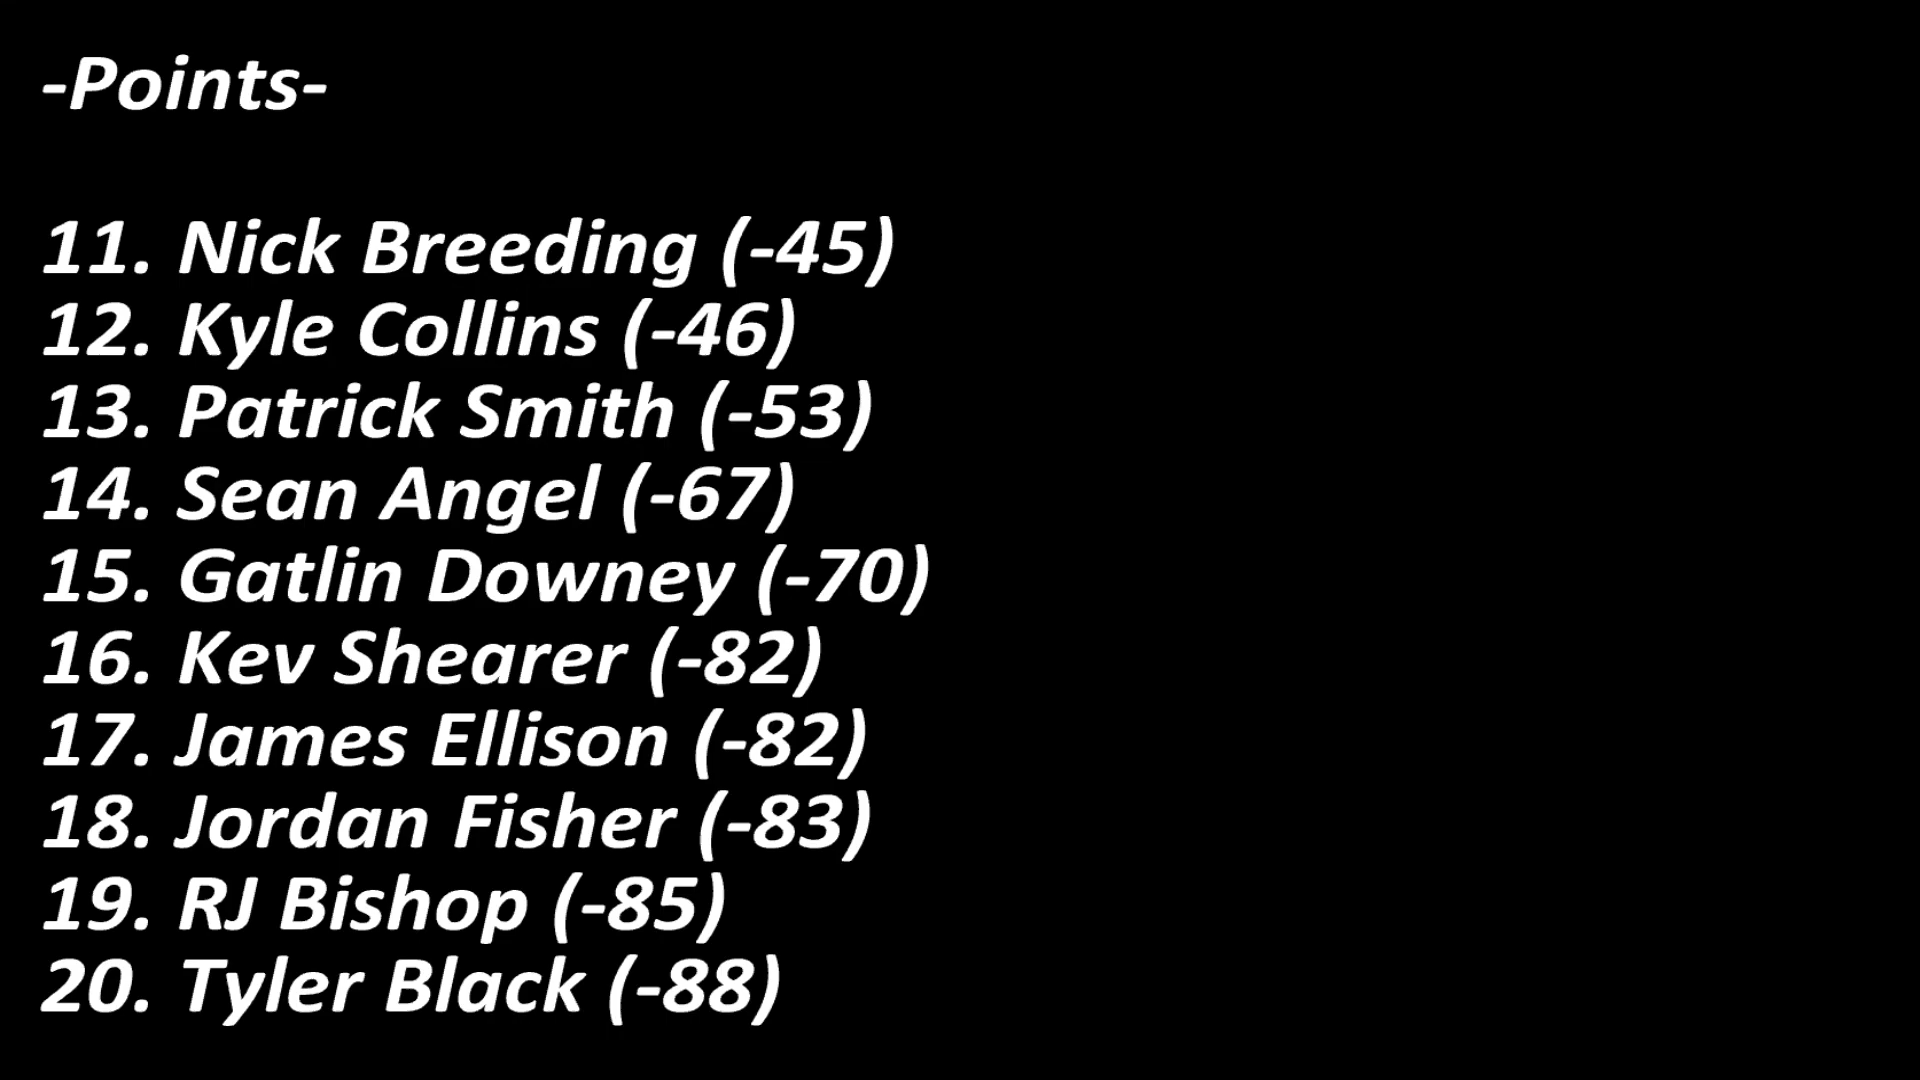 -Points-
11. Nick Breeding (-45)
12. Kyle Collins (-46)
13. Patrick Smith (-53)
14. Sean Angel (-67)
15. Gatlin Downey (-70)
16. Kev Shearer (-82)
17. James Ellison (-82)
18. Jordan Fisher (-83)
19. RJ Bishop (-85)
20. Tyler Black (-88)